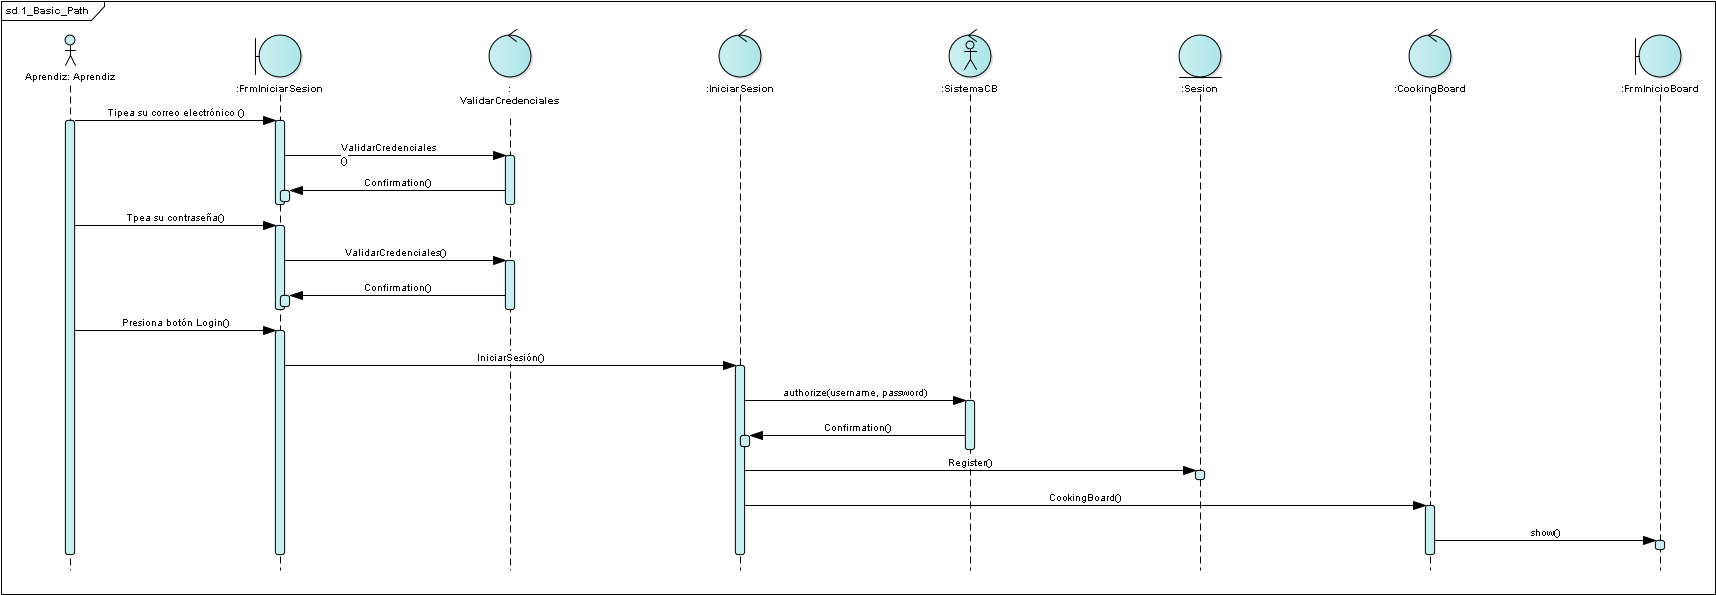 sd 1_Basic_Path
Aprendiz: Aprendiz
:FrmIniciarSesion
:
ValidarCredenciales
:IniciarSesion
:SistemaCB
:Sesion
:CookingBoard
:FrmInicioBoard
Tipea su correo electrónico ()
ValidarCredenciales
()
Confirmation()
Tpea su contraseña()
ValidarCredenciales()
Confirmation()
Presiona botón Login()
IniciarSesión()
authorize(username, password)
Confirmation()
Register()
CookingBoard()
show()